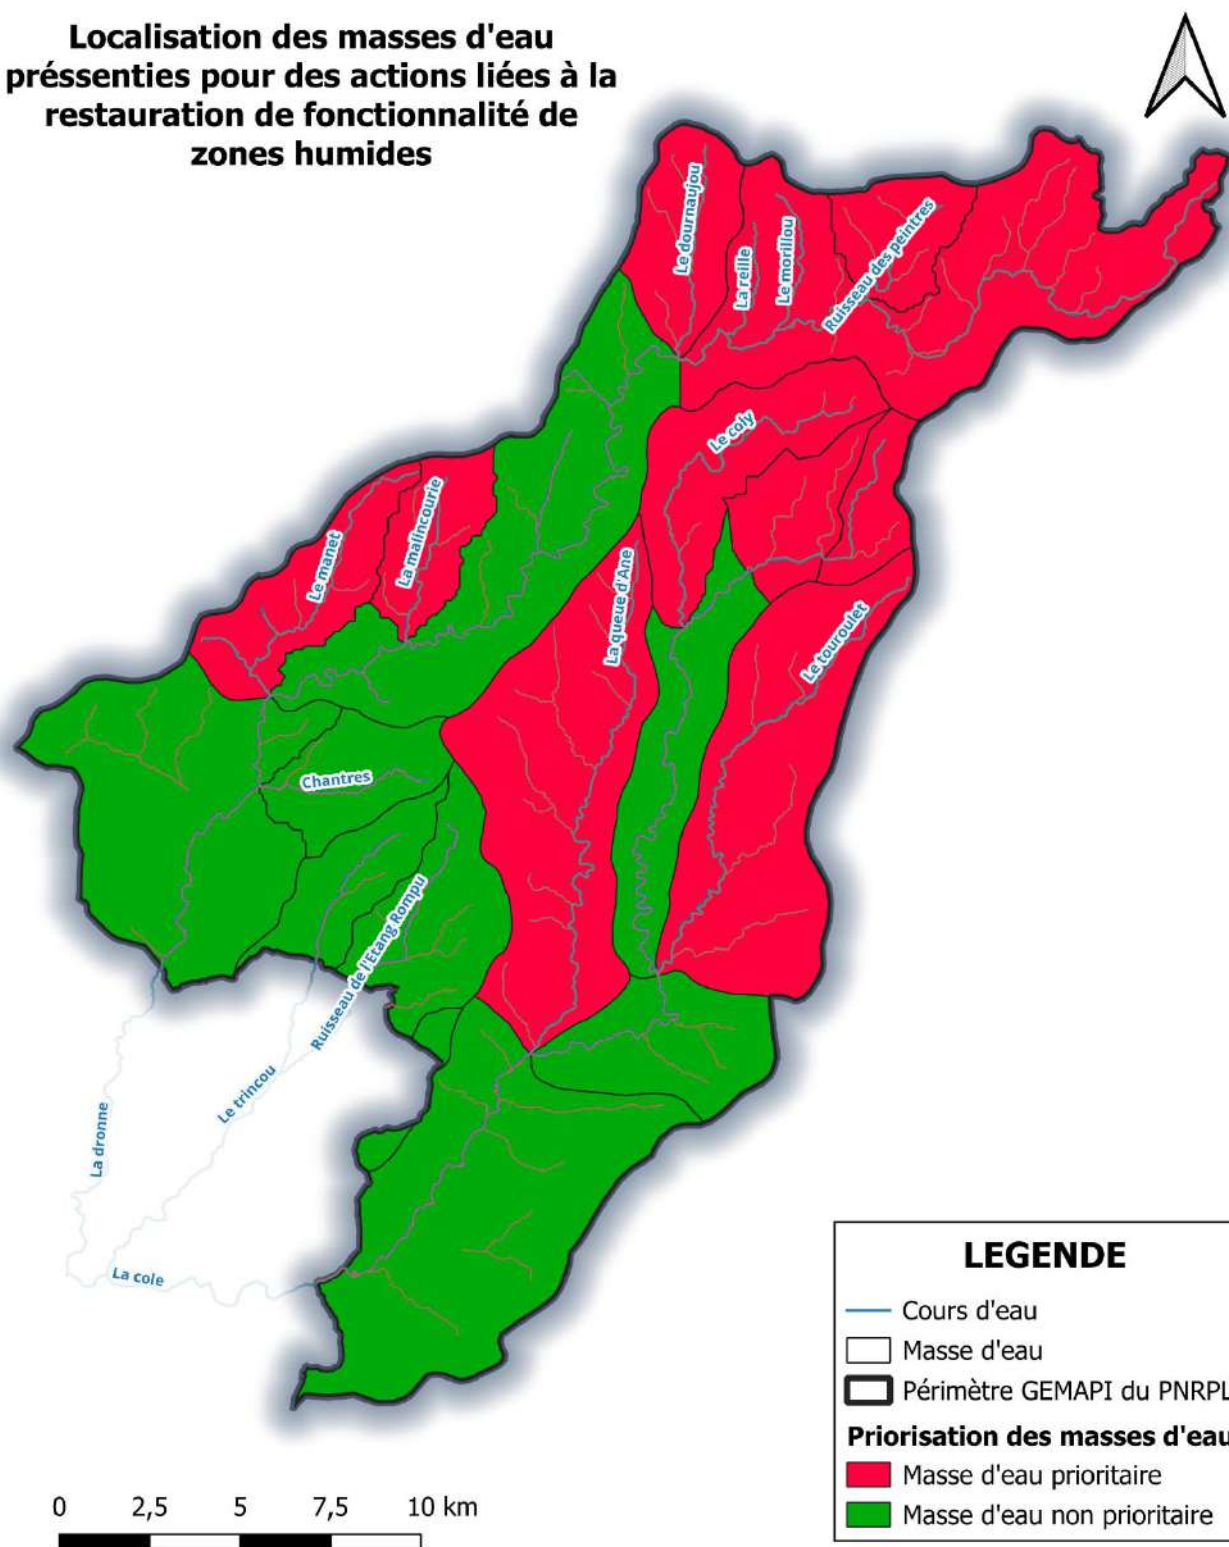 Localisation des masses d'eau
préssenties pour des actions liées à la
restauration de fonctionnalité de
zones humides
Le dournaujou
La reille
Le morillou
Ruisseau des peintres
Le coly
Le manet
La malincourie
La queue d'Ane
Le touroulet
Chantres
Ruisseau de l'Etang Rompu
Le trincou
La dronne
La cole
LEGENDE
Cours d'eau
Masse d'eau
Périmètre GEMAPI du PNRPL
Priorisation des masses d'eau
Masse d'eau prioritaire
Masse d'eau non prioritaire
0 2,5 5 7,5 10 km